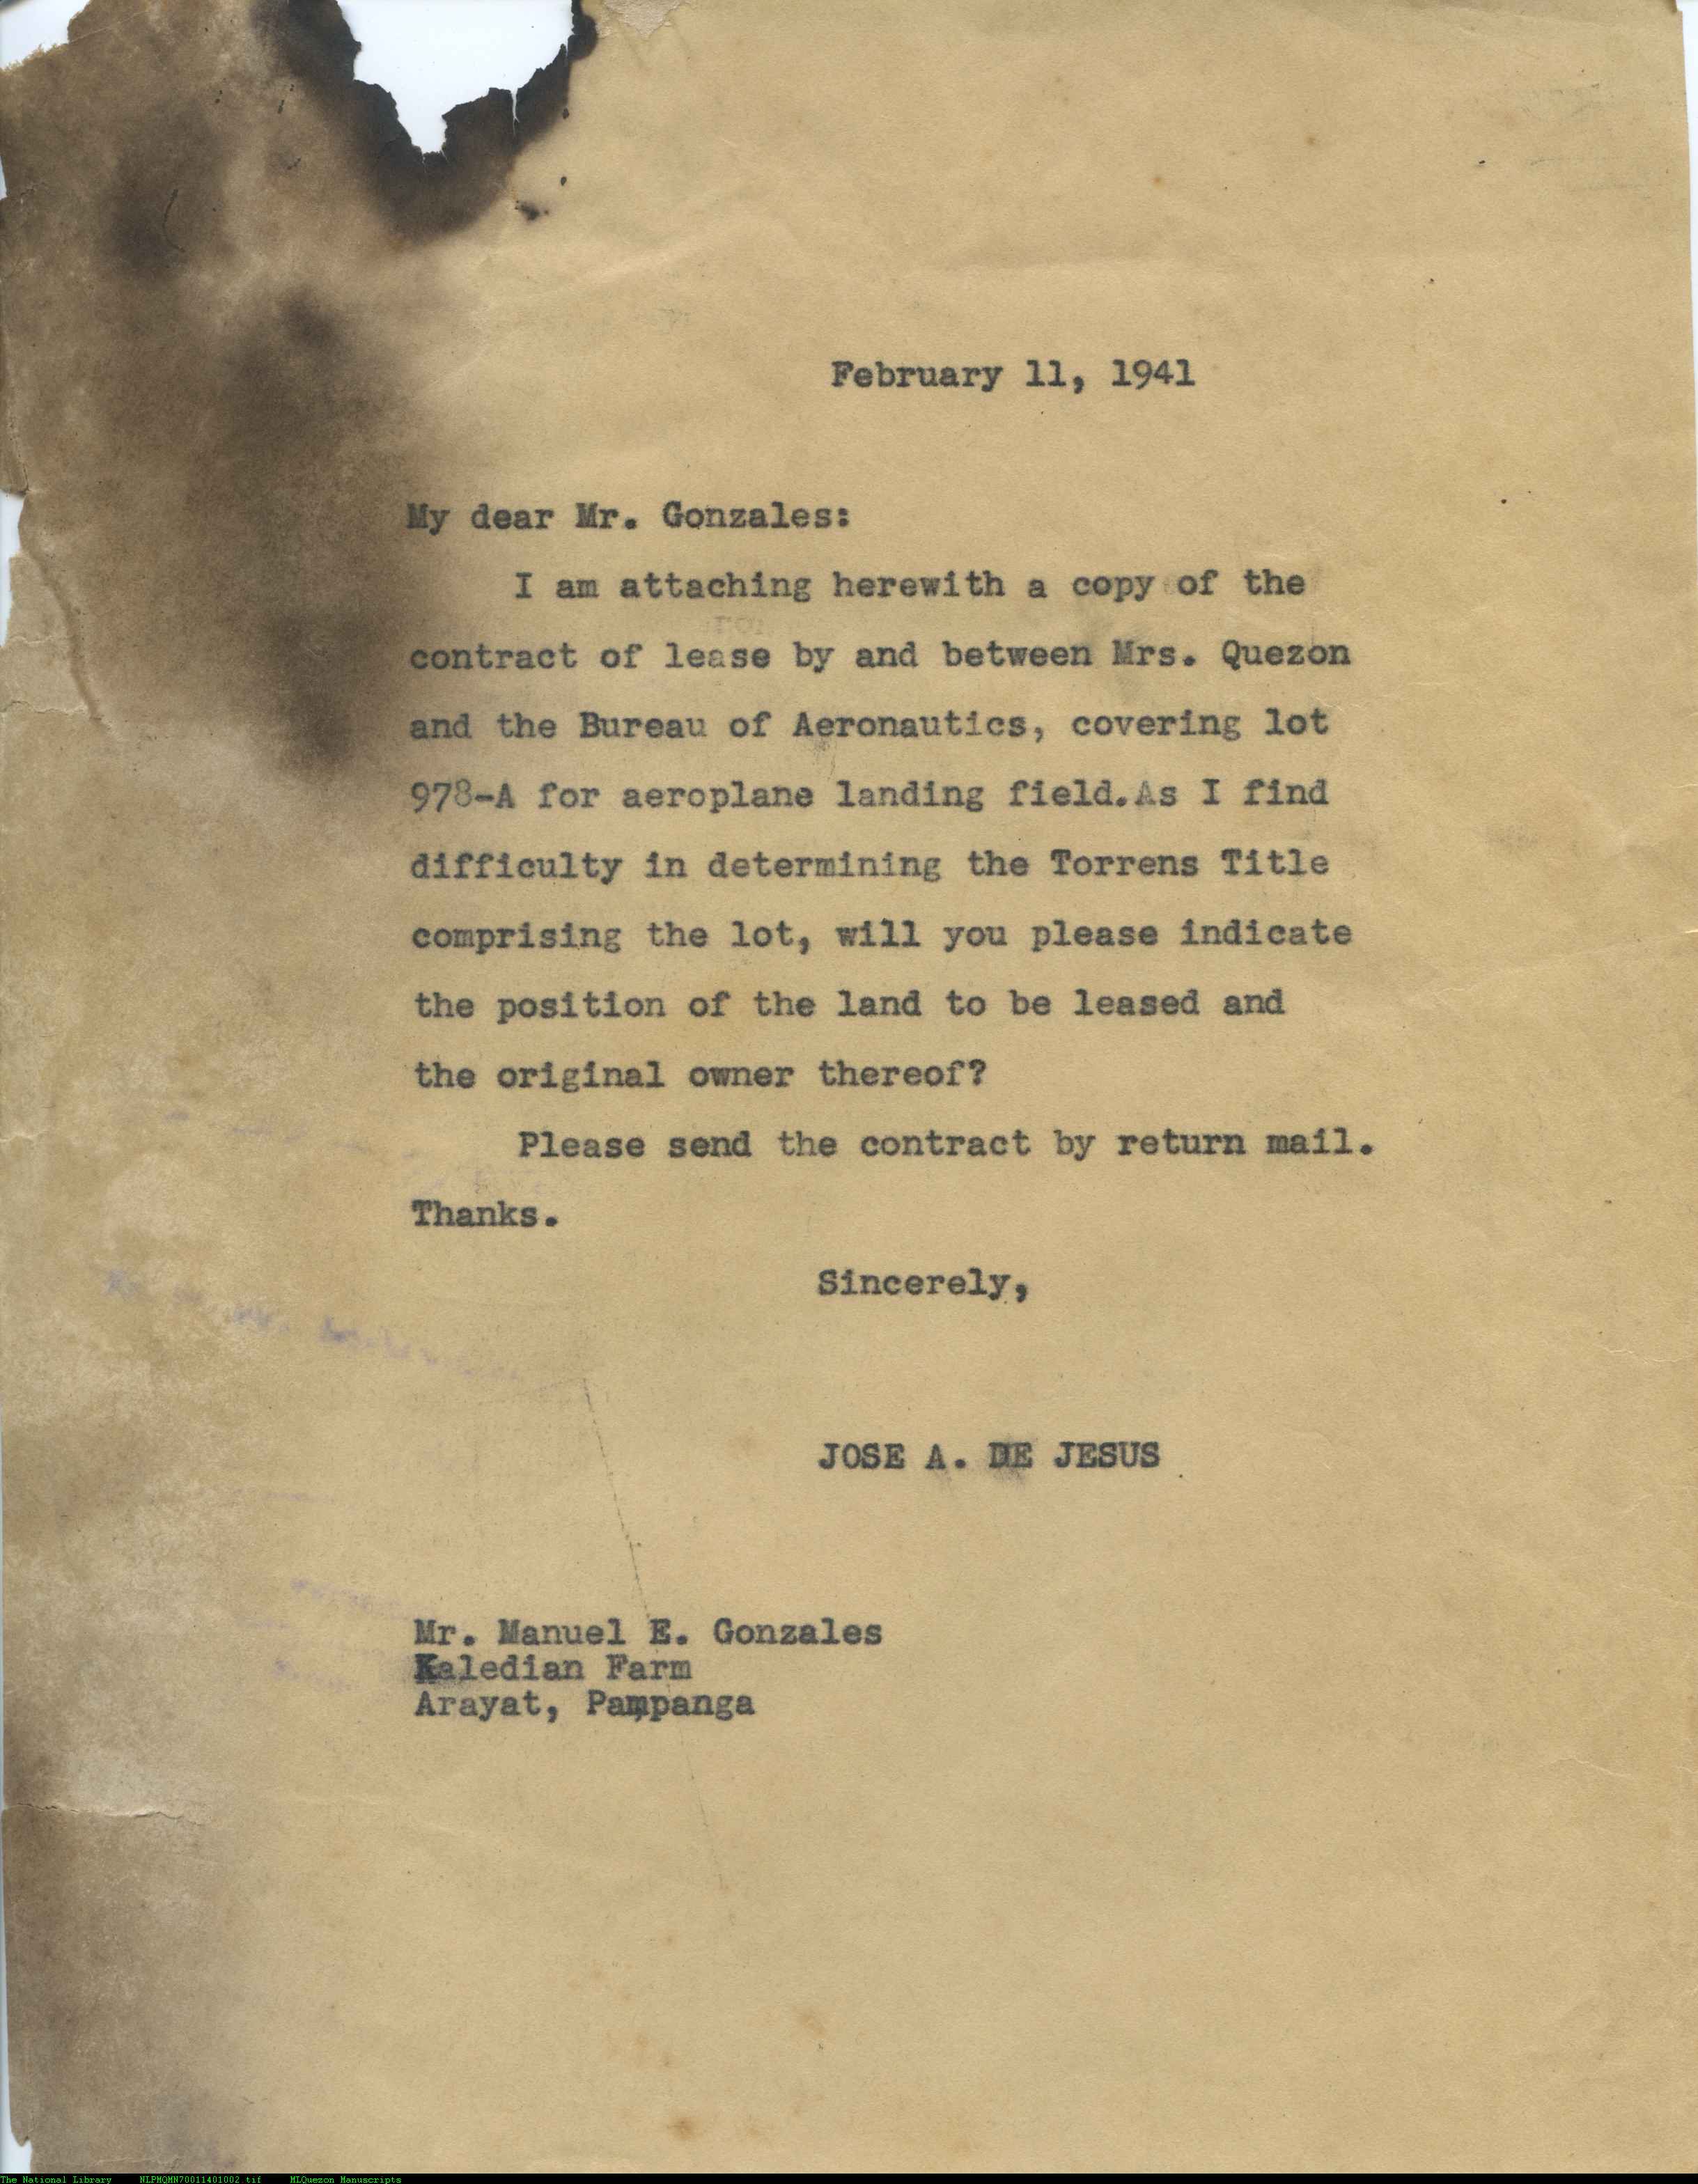 February 11, 1941
My dear Mr. Gonzales:
I am attaching herewith a copy of the
contract of lease by and between Mrs. Quezon
and the Bureau of Aeronautics, covering lot
978-A for aeroplane landing field.As I find
difficulty in determining the Torrens Title
comprising the lot, will you please indicate
the position of the land to be leased and
the original owner thereof?
Please send the contract by return mail.
Thanks.
Sincerely,
JOSE A. DE JESUS
Mr. Manuel E. Gonzales
Kaledian Farm
Arayat, Pampanga
The National Library NLPMQMN70011401002.tif MLQuezon Manuscripts